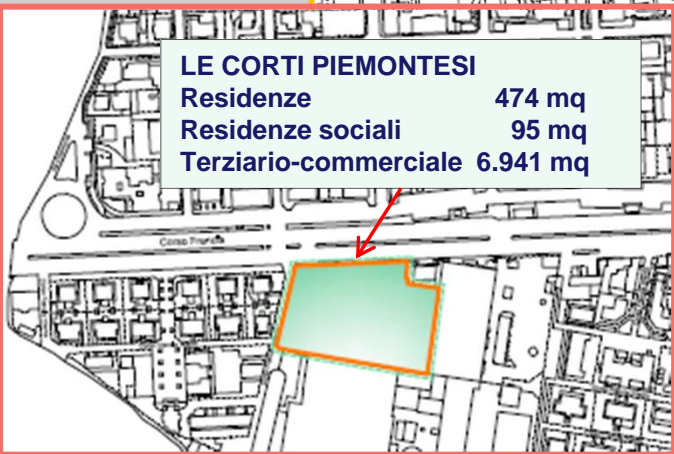 LE CORTI PIEMONTESI
Residenze 474 mq
Residenze sociali 95 mq
Terziario-commerciale 6.941 mq
Corso Francia